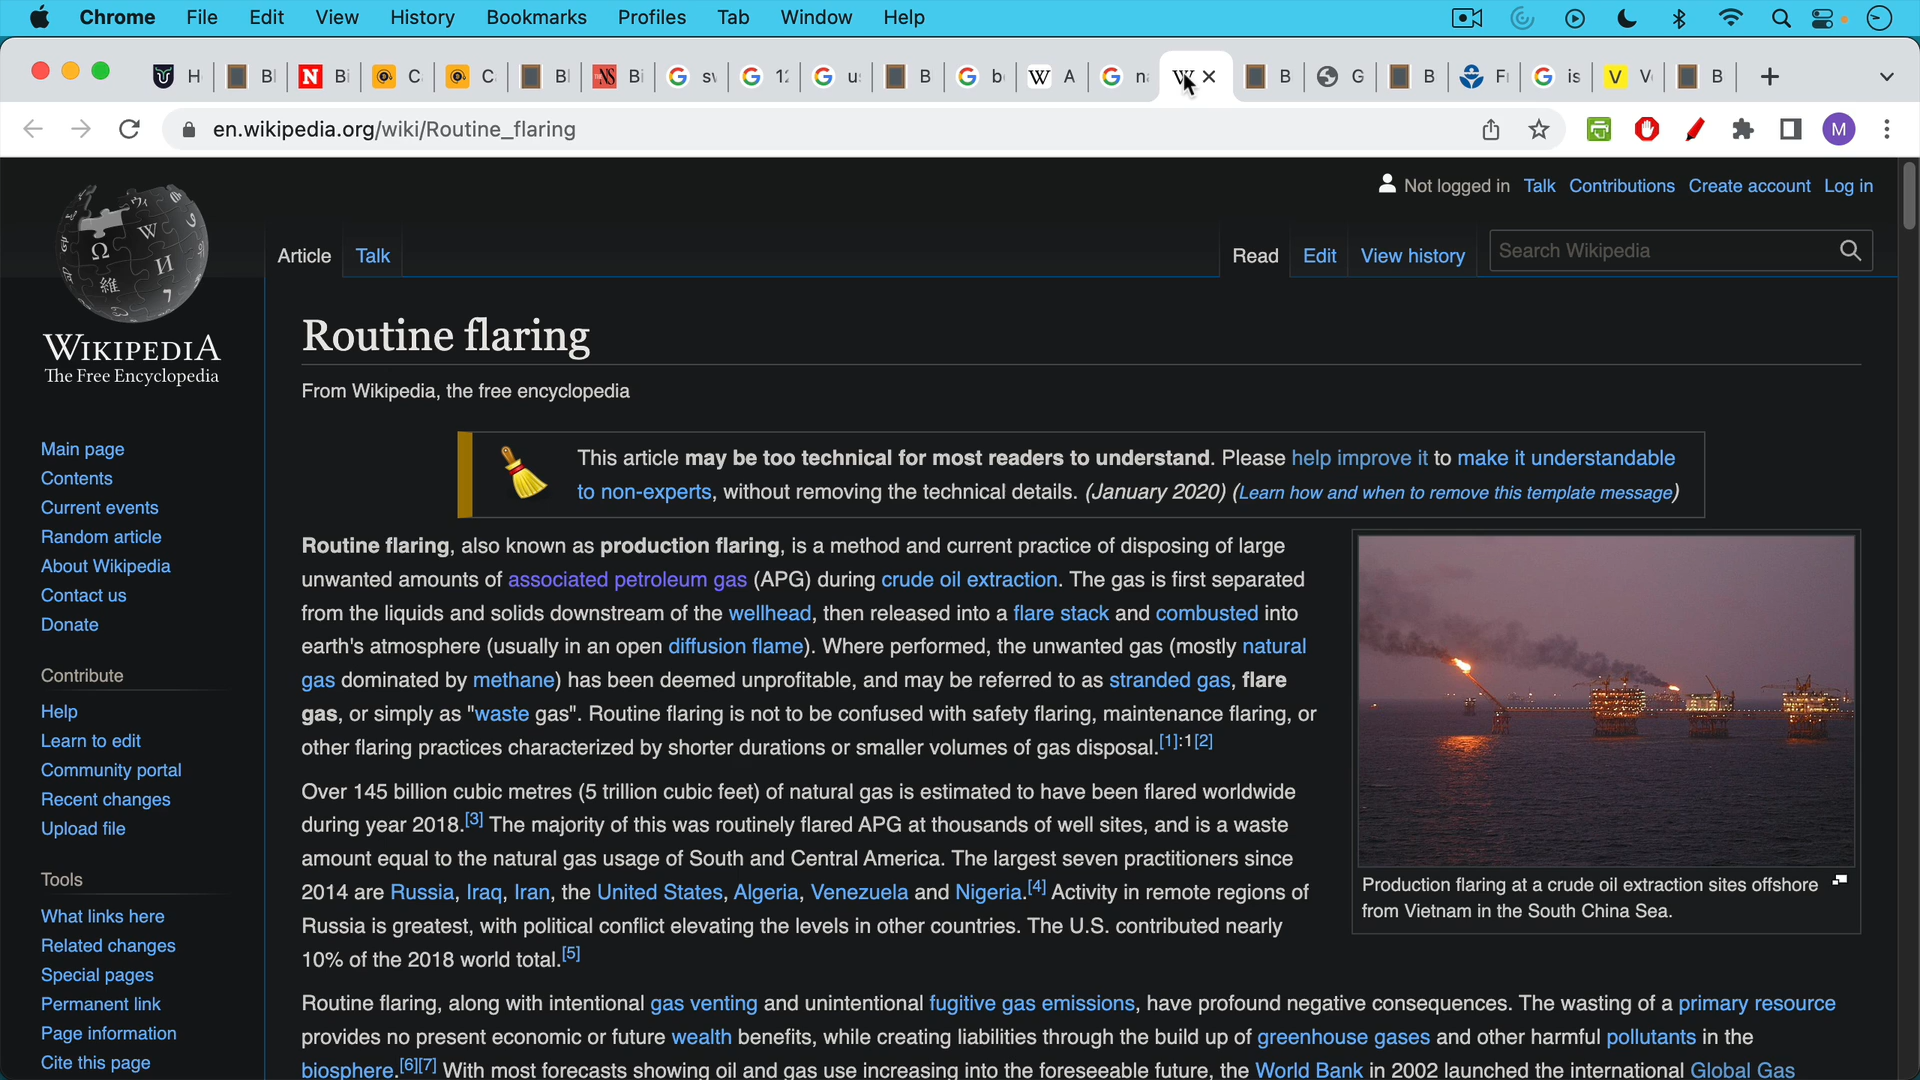 Chrome File Edit View History Bookmarks Profiles Tab Window Help
H Bl N Bi C C Bl TNS Bi G sv G 12 G u B G b W A G n W B G B Fr G is V V B
en.wikipedia.org/wiki/Routine_flaring M
Not logged in Talk Contributions Create account Log in
Article Talk Read Edit View history Search Wikipedia
WIKIPEDIA
The Free Encyclopedia
Main page
Contents
Current events
Random article
About Wikipedia
Contact us
Donate
Contribute
Help
Learn to edit
Community portal
Recent changes
Upload file
Tools
What links here
Related changes
Special pages
Permanent link
Page information
Cite this page
Routine flaring
From Wikipedia, the free encyclopedia
This article may be too technical for most readers to understand. Please help improve it to make it understandable
to non-experts, without removing the technical details. (January 2020) (Learn how and when to remove this template message)
Routine flaring, also known as production flaring, is a method and current practice of disposing of large
unwanted amounts of associated petroleum gas (APG) during crude oil extraction. The gas is first separated
from the liquids and solids downstream of the wellhead, then released into a flare stack and combusted into
earth's atmosphere (usually in an open diffusion flame). Where performed, the unwanted gas (mostly natural
gas dominated by methane) has been deemed unprofitable, and may be referred to as stranded gas, flare
gas, or simply as "waste gas". Routine flaring is not to be confused with safety flaring, maintenance flaring, or
other flaring practices characterized by shorter durations or smaller volumes of gas disposal.[1]:1[2]
Over 145 billion cubic metres (5 trillion cubic feet) of natural gas is estimated to have been flared worldwide
during year 2018.[3] The majority of this was routinely flared APG at thousands of well sites, and is a waste
amount equal to the natural gas usage of South and Central America. The largest seven practitioners since
2014 are Russia, Iraq, Iran, the United States, Algeria, Venezuela and Nigeria.[4] Activity in remote regions of
Russia is greatest, with political conflict elevating the levels in other countries. The U.S. contributed nearly
10% of the 2018 world total.[5]
Production flaring at a crude oil extraction sites offshore
from Vietnam in the South China Sea.
Routine flaring, along with intentional gas venting and unintentional fugitive gas emissions, have profound negative consequences. The wasting of a primary resource
provides no present economic or future wealth benefits, while creating liabilities through the build up of greenhouse gases and other harmful pollutants in the
biosphere.[6][7] With most forecasts showing oil and gas use increasing into the foreseeable future, the World Bank in 2002 launched the international Global Gas